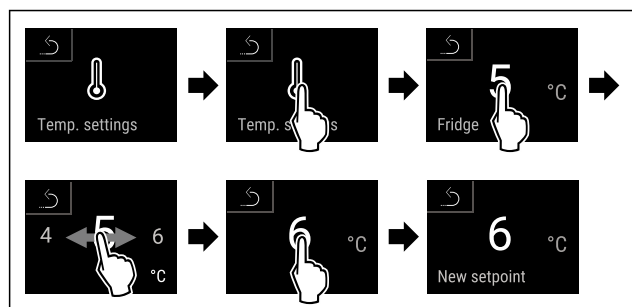 Temp. settings
Temp.
5 °C
Fridge
4 5 6
°C
6 °C
6 °C
New setpoint